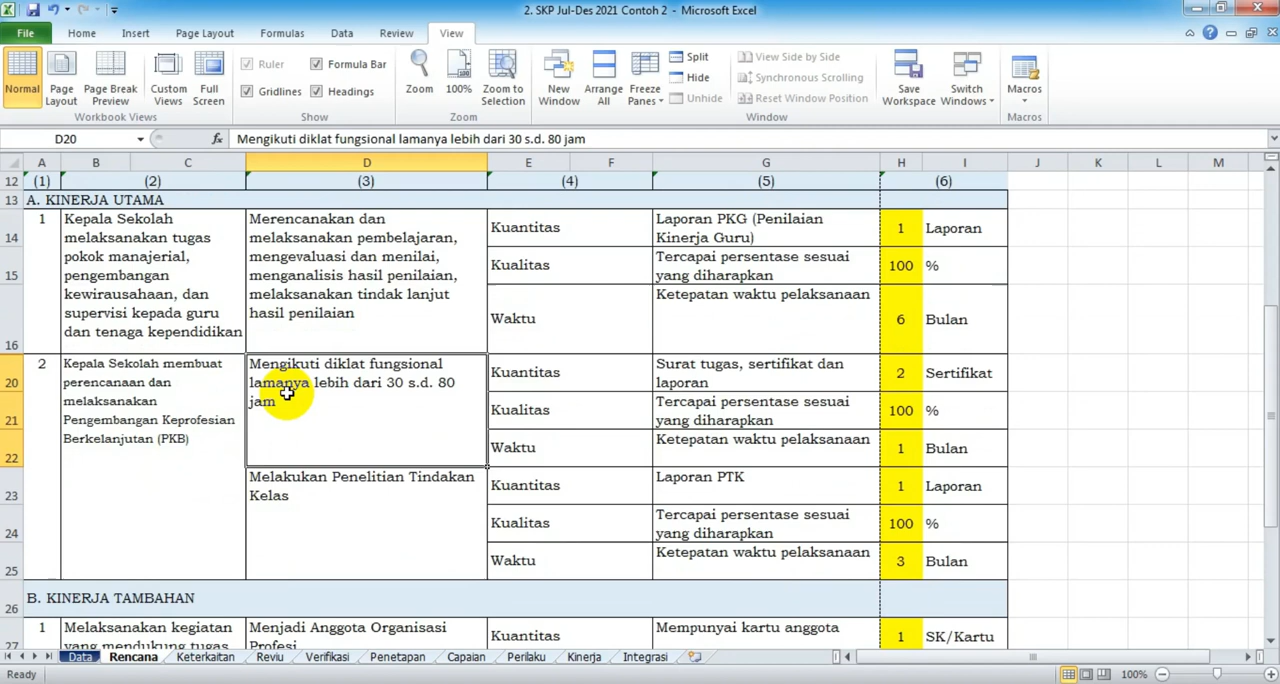 2. SKP Jul-Des 2021 Contoh 2 - Microsoft Excel
File Home Insert Page Layout Formulas Data Review View
Normal
Page Layout
Page Break Preview
Custom Views
Full Screen
Workbook Views
Ruler
Formula Bar
Gridlines
Headings
Show
Zoom
100%
Zoom to Selection
Zoom
New Window
Arrange All
Freeze Panes
Split
Hide
Unhide
View Side by Side
Synchronous Scrolling
Reset Window Position
Window
Save Workspace
Switch Windows
Macros
Macros
D20
fx
Mengikuti diklat fungsional lamanya lebih dari 30 s.d. 80 jam
A B C D E F G H I J K L M
12 (1) (2) (3) (4) (5) (6)
13 A. KINERJA UTAMA
14
15
16
1
Kepala Sekolah
melaksanakan tugas
pokok manajerial,
pengembangan
kewirausahaan, dan
supervisi kepada guru
dan tenaga kependidikan
Merencanakan dan
melaksanakan pembelajaran,
mengevaluasi dan menilai,
menganalisis hasil penilaian,
melaksanakan tindak lanjut
hasil penilaian
Kuantitas
Laporan PKG (Penilaian
Kinerja Guru)
1 Laporan
Kualitas
Tercapai persentase sesuai
yang diharapkan
100 %
Waktu
Ketepatan waktu pelaksanaan
6 Bulan
20
21
22
2
Kepala Sekolah membuat
perencanaan dan
melaksanakan
Pengembangan Keprofesian
Berkelanjutan (PKB)
Mengikuti diklat fungsional
lamanya lebih dari 30 s.d. 80
jam
Kuantitas
Surat tugas, sertifikat dan
laporan
2 Sertifikat
Kualitas
Tercapai persentase sesuai
yang diharapkan
100 %
Waktu
Ketepatan waktu pelaksanaan
1 Bulan
23
24
25
Melakukan Penelitian Tindakan
Kelas
Kuantitas
Laporan PTK
1 Laporan
Kualitas
Tercapai persentase sesuai
yang diharapkan
100 %
Waktu
Ketepatan waktu pelaksanaan
3 Bulan
26 B. KINERJA TAMBAHAN
27
1
Melaksanakan kegiatan
yang mendukung tugas
Menjadi Anggota Organisasi
Profesi
Kuantitas
Mempunyai kartu anggota
1 SK/Kartu
Data Rencana Keterkaitan Reviu Verifikasi Penetapan Capaian Perilaku Kinerja Integrasi
Ready
100%